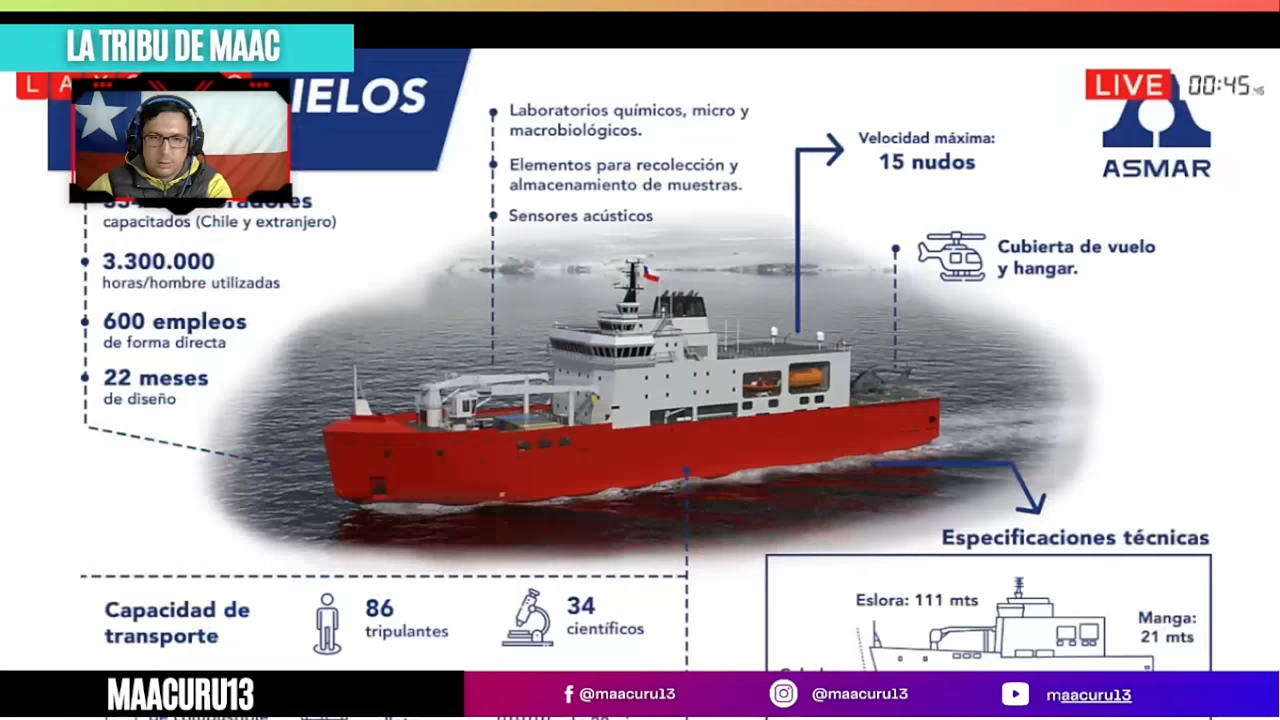 LA TRIBU DE MAAC
IELOS
capacitados (Chile y extranjero)
3.300.000
horas/hombre utilizadas
600 empleos
de forma directa
22 meses
de diseño
Laboratorios químicos, micro y
macrobiológicos.
Elementos para recolección y
almacenamiento de muestras.
Sensores acústicos
Velocidad máxima:
15 nudos
LIVE 00:45
ASMAR
Cubierta de vuelo
y hangar.
Especificaciones técnicas
Eslora: 111 mts
Manga:
21 mts
Capacidad de
transporte
86
tripulantes
34
científicos
MAACURU13
@maacuru13
@maacuru13
maacuru13